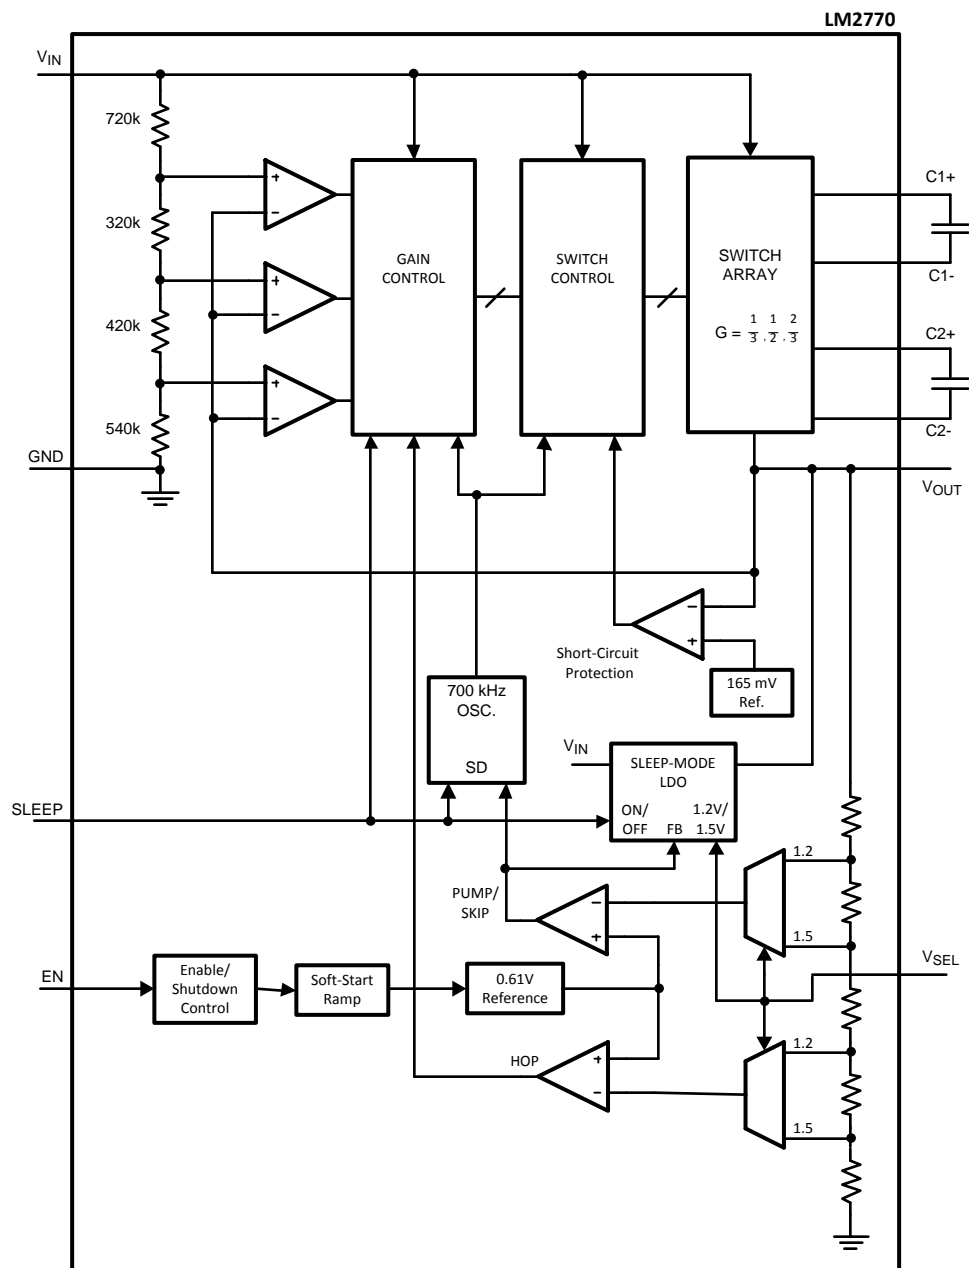 LM2770
VIN
720k
320k
420k
540k
GND
+
−
+
−
+
−
GAIN
CONTROL
SWITCH
CONTROL
SWITCH
ARRAY
G = 1/3 , 1/2 , 2/3
C1+
C1-
C2+
C2-
VOUT
−
+
Short-Circuit
Protection
165 mV
Ref.
700 kHz
OSC.
SD
VIN
SLEEP-MODE
LDO
ON/
OFF
FB
1.2V/
1.5V
SLEEP
PUMP/
SKIP
−
+
1.2
1.5
VSEL
EN
Enable/
Shutdown
Control
Soft-Start
Ramp
0.61V
Reference
HOP
+
−
1.2
1.5